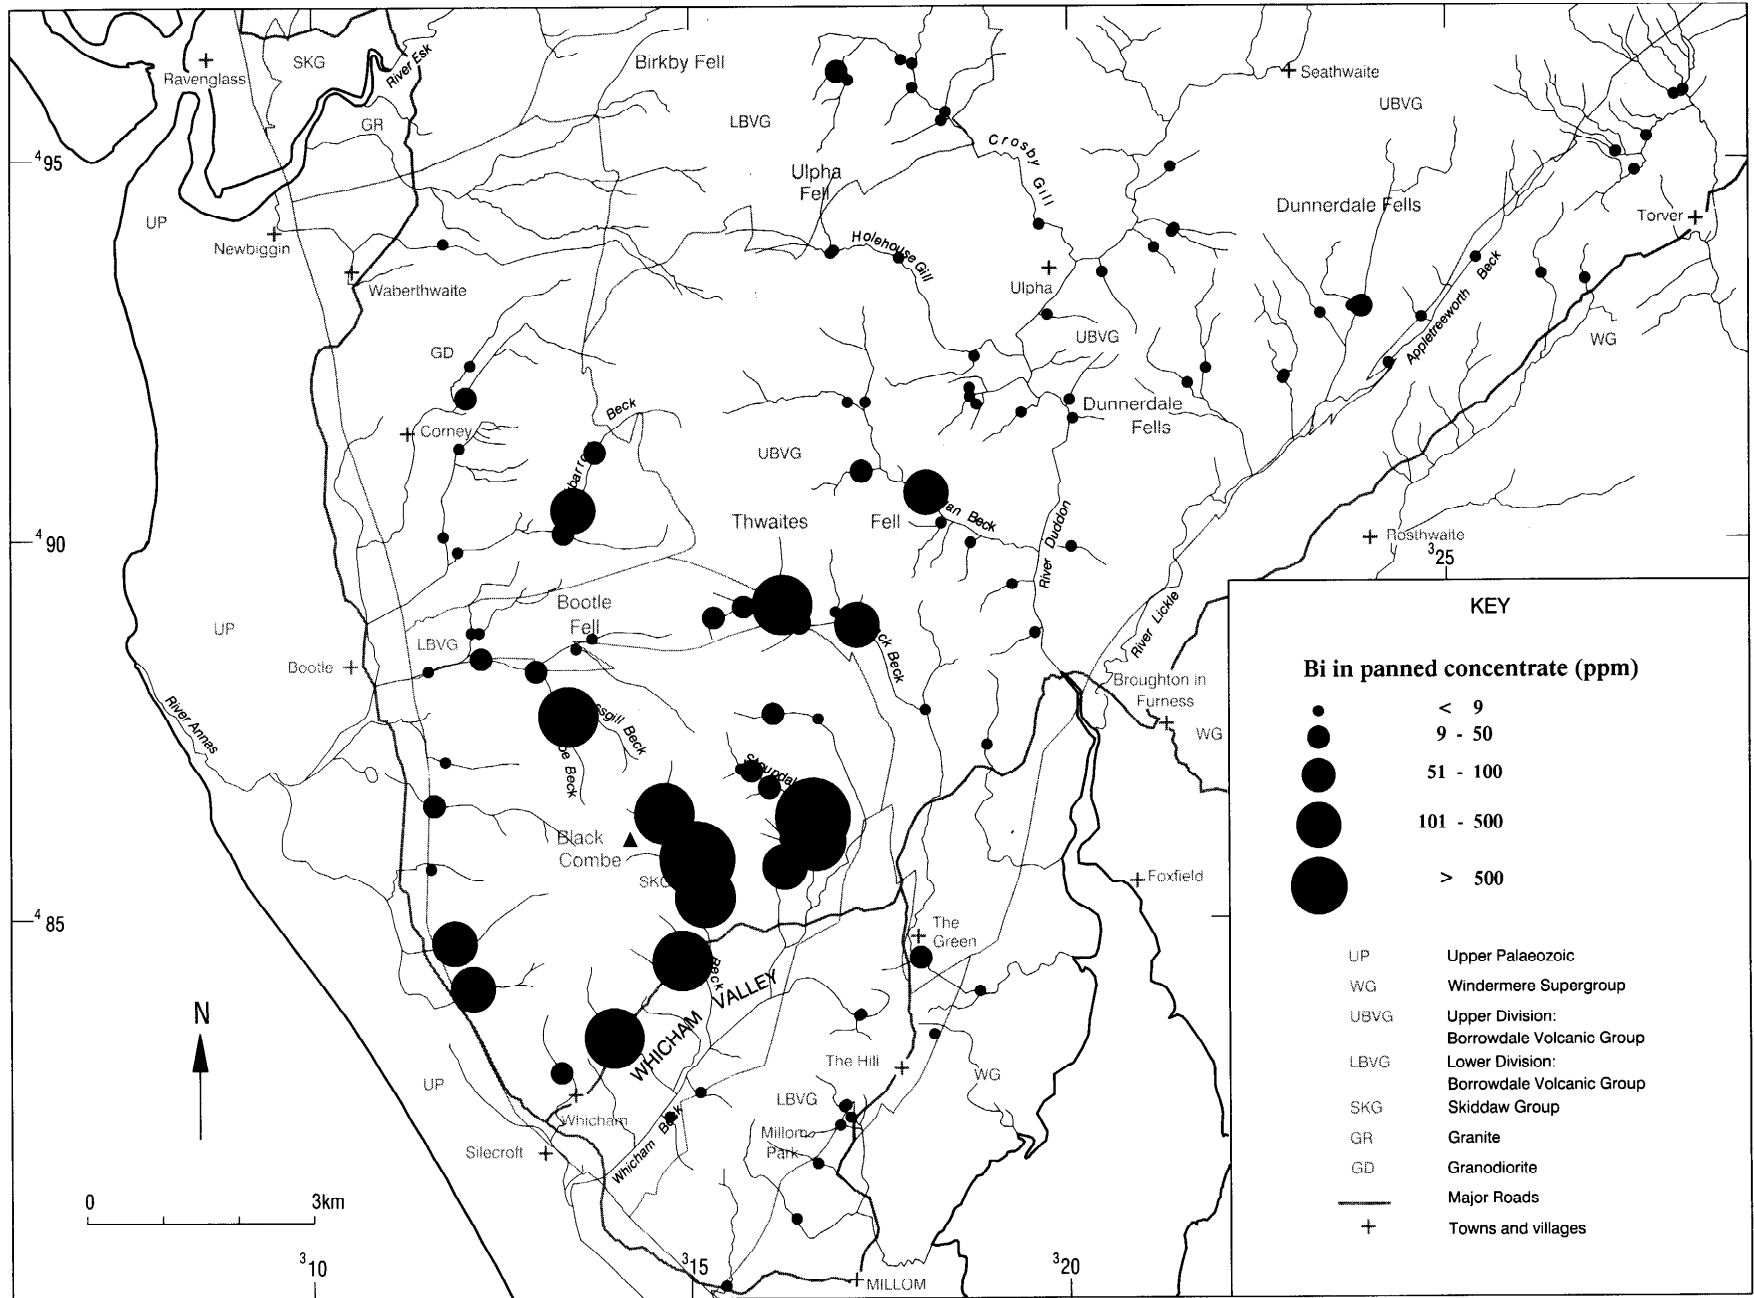 Ravenglass
SKG
River Esk
Birkby Fell
Seathwaite
UBVG
GR
LBVG
Crosby Gill
495
Ulpha
Fell
Dunnerdale Fells
Torver
UP
Newbiggin
Holehouse Gill
Ulpha
Waberthwaite
Appletreeworth Beck
UBVG
WG
GD
Beck
Corney
Dunnerdale
Fells
UBVG
Thwaites Fell
Beck
River Duddon
Rosthwaite
490
325
Bootle
Fell
UP
LBVG
Bootle
Beck
River Lickle
River Annas
Broughton in
Furness
WG
Beck
Beck
Black
Combe
SKG
Foxfield
485
The
Green
Beck
WHICHAM VALLEY
N
UP
The Hill
WG
LBVG
Whicham
Millom
Park
Silecroft
Whicham Beck
0 3km
310
315
320
MILLOM
KEY
Bi in panned concentrate (ppm)
< 9
9 - 50
51 - 100
101 - 500
> 500
UP Upper Palaeozoic
WG Windermere Supergroup
UBVG Upper Division:
Borrowdale Volcanic Group
LBVG Lower Division:
Borrowdale Volcanic Group
SKG Skiddaw Group
GR Granite
GD Granodiorite
Major Roads
Towns and villages